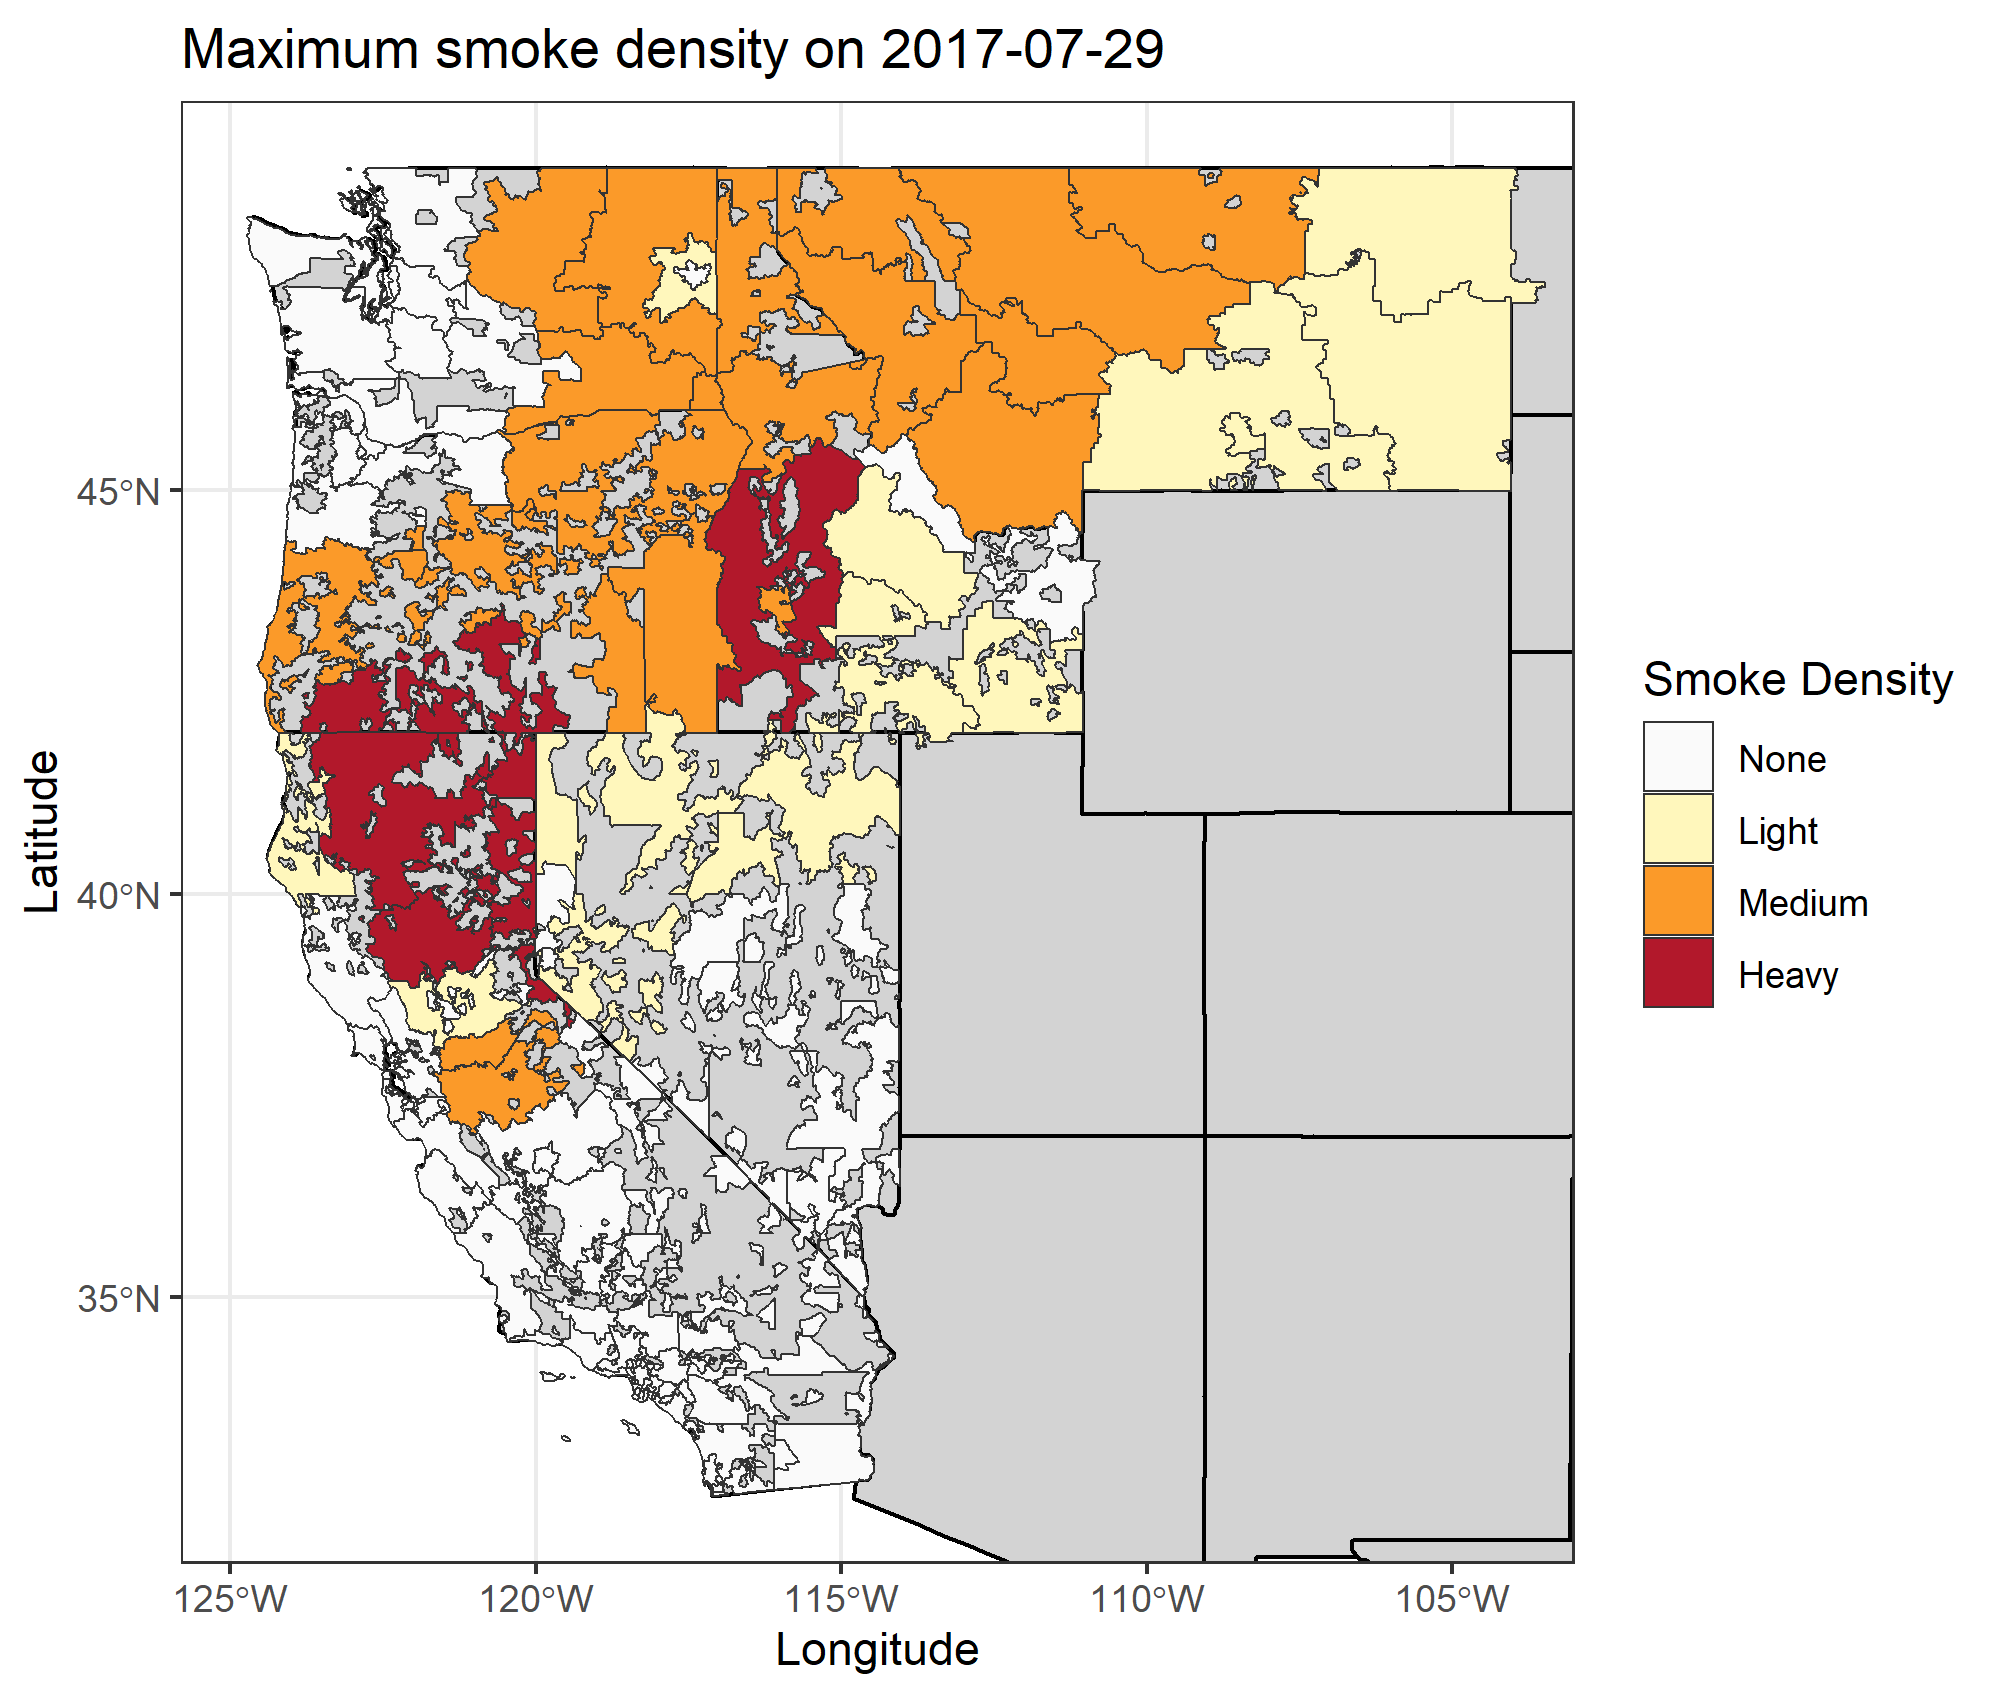 Maximum smoke density on 2017-07-29
45°N
40°N
35°N
Latitude
125°W
120°W
115°W
110°W
105°W
Longitude
Smoke Density
None
Light
Medium
Heavy